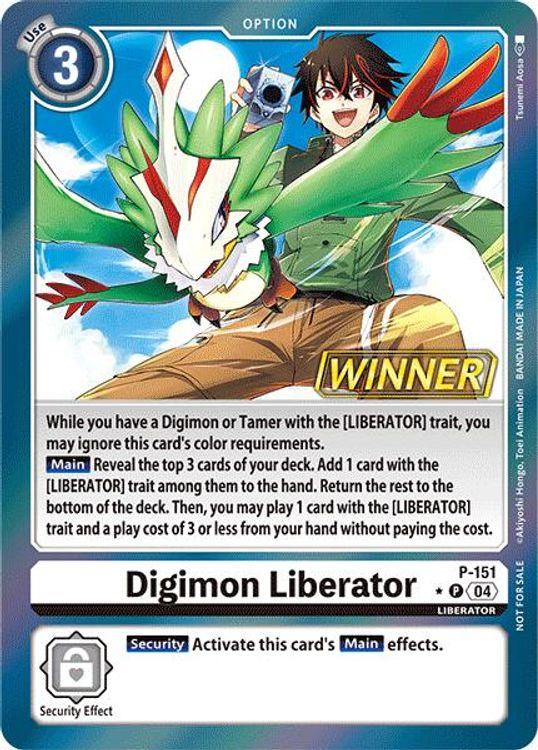 OPTION
Use
3
Tsunemi Aosa
WINNER
While you have a Digimon or Tamer with the [LIBERATOR] trait, you
may ignore this card's color requirements.
Main Reveal the top 3 cards of your deck. Add 1 card with the
[LIBERATOR] trait among them to the hand. Return the rest to the
bottom of the deck. Then, you may play 1 card with the [LIBERATOR]
trait and a play cost of 3 or less from your hand without paying the cost.
©Akiyoshi Hongo, Toei Animation BANDAI MADE IN JAPAN
NOT FOR SALE
Digimon Liberator
P-151
P 04
LIBERATOR
Security Activate this card's Main effects.
Security Effect